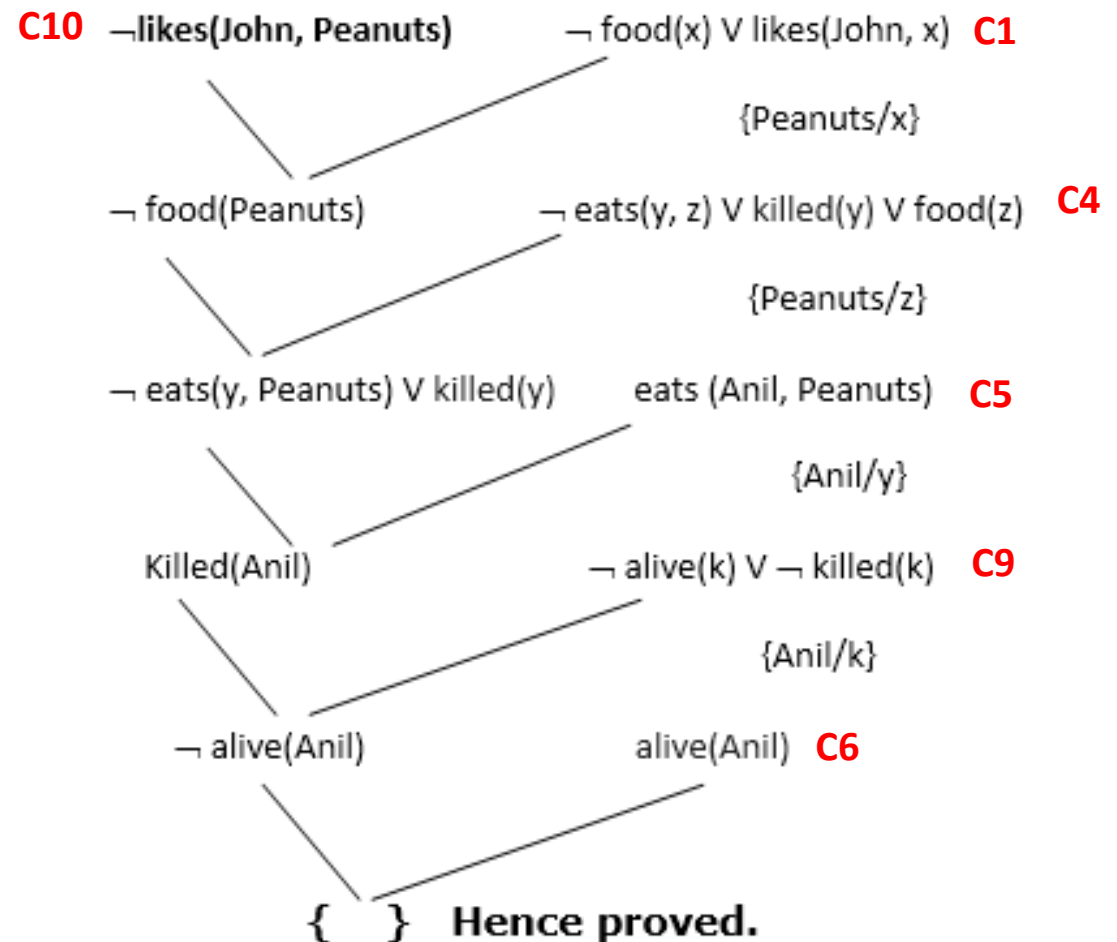 C10 ¬likes(John, Peanuts) ¬ food(x) V likes(John, x) C1
{Peanuts/x}
¬ food(Peanuts) ¬ eats(y, z) V killed(y) V food(z) C4
{Peanuts/z}
¬ eats(y, Peanuts) V killed(y) eats (Anil, Peanuts) C5
{Anil/y}
Killed(Anil) ¬ alive(k) V ¬ killed(k) C9
{Anil/k}
¬ alive(Anil) alive(Anil) C6
{ } Hence proved.